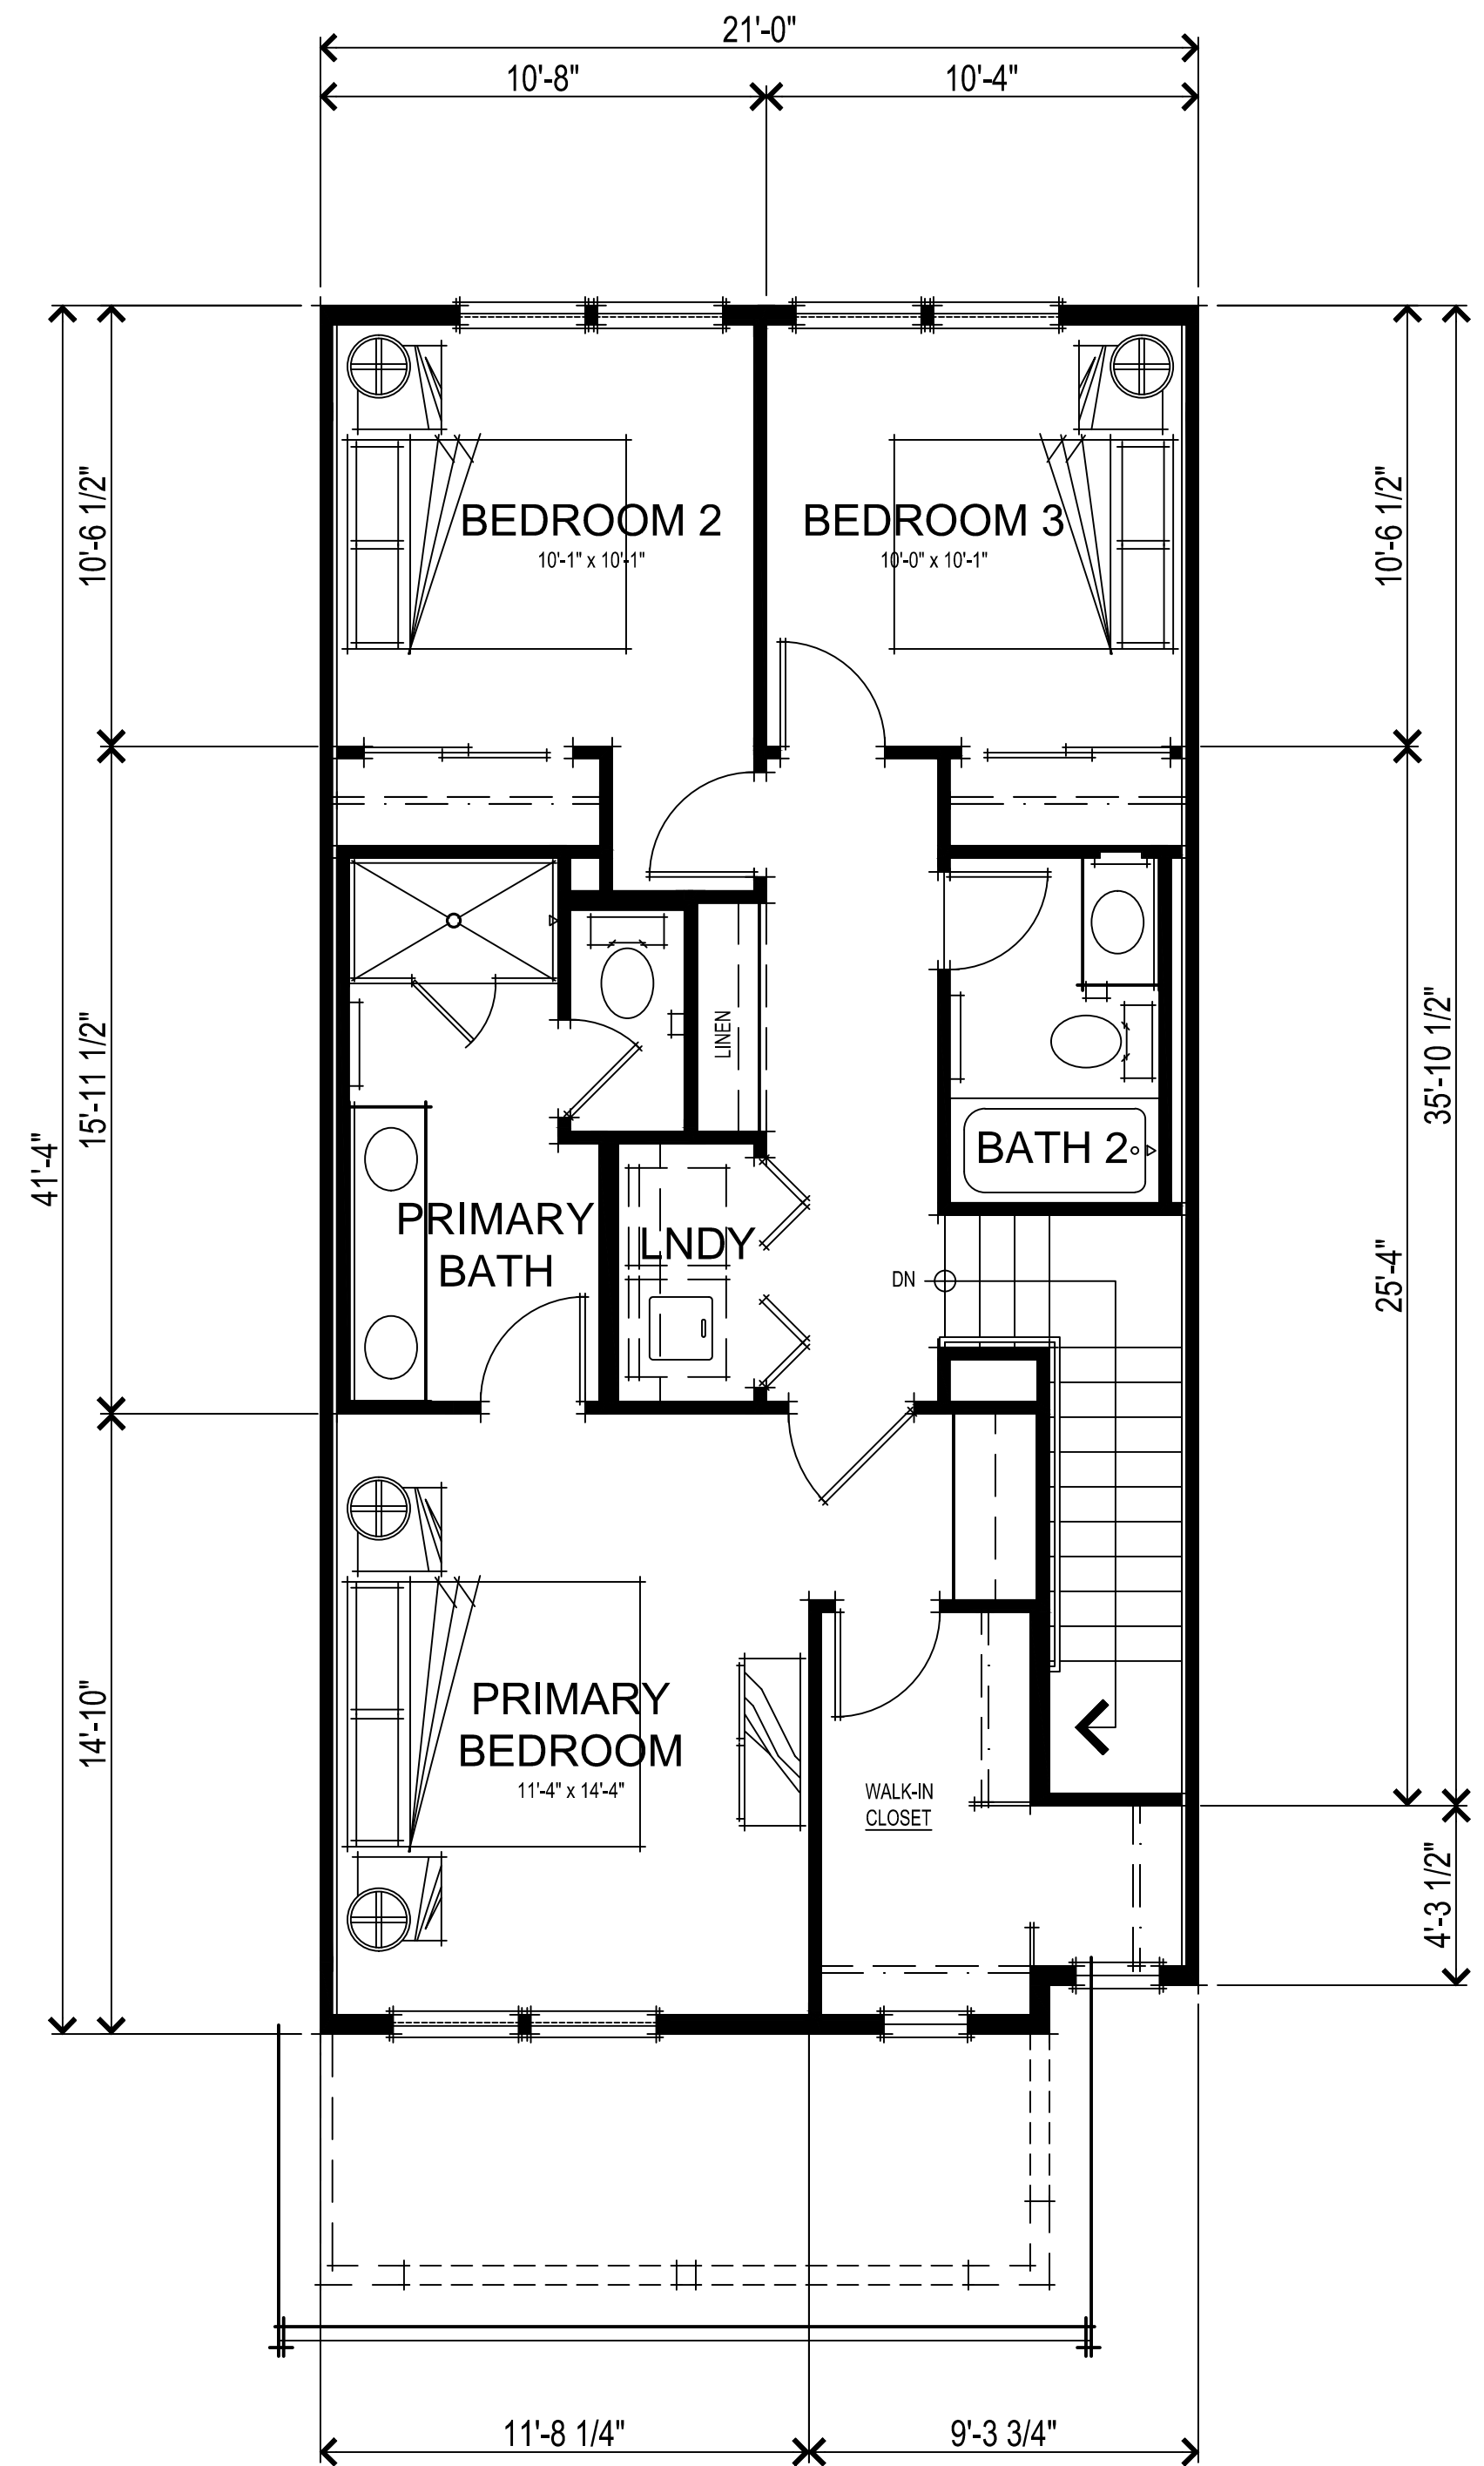 21'-0"
10'-8"
10'-4"
10'-6 1/2"
10'-6 1/2"
BEDROOM 2
10'-1" x 10'-1"
BEDROOM 3
10'-0" x 10'-1"
15'-11 1/2"
41'-4"
LINEN
35'-10 1/2"
BATH 2
PRIMARY
BATH
LNDY
DN
25'-4"
14'-10"
PRIMARY
BEDROOM
11'-4" x 14'-4"
WALK-IN
CLOSET
4'-3 1/2"
11'-8 1/4"
9'-3 3/4"